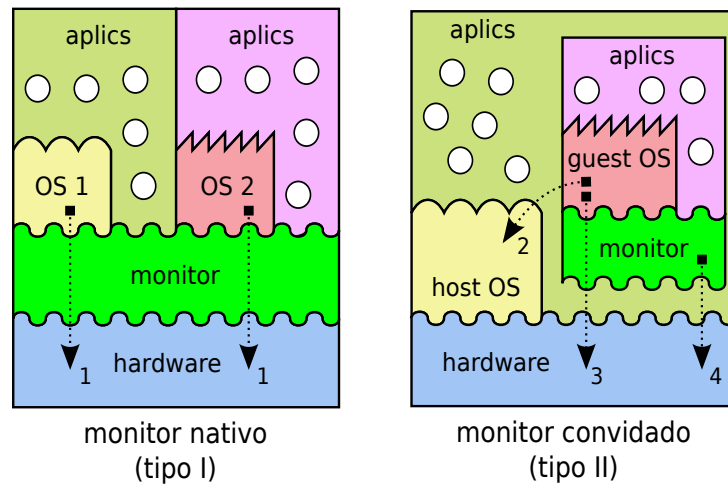 aplics
aplics
OS 1
OS 2
monitor
hardware
1
1
monitor nativo
(tipo I)
aplics
aplics
guest OS
2
monitor
host OS
hardware
3
4
monitor convidado
(tipo II)